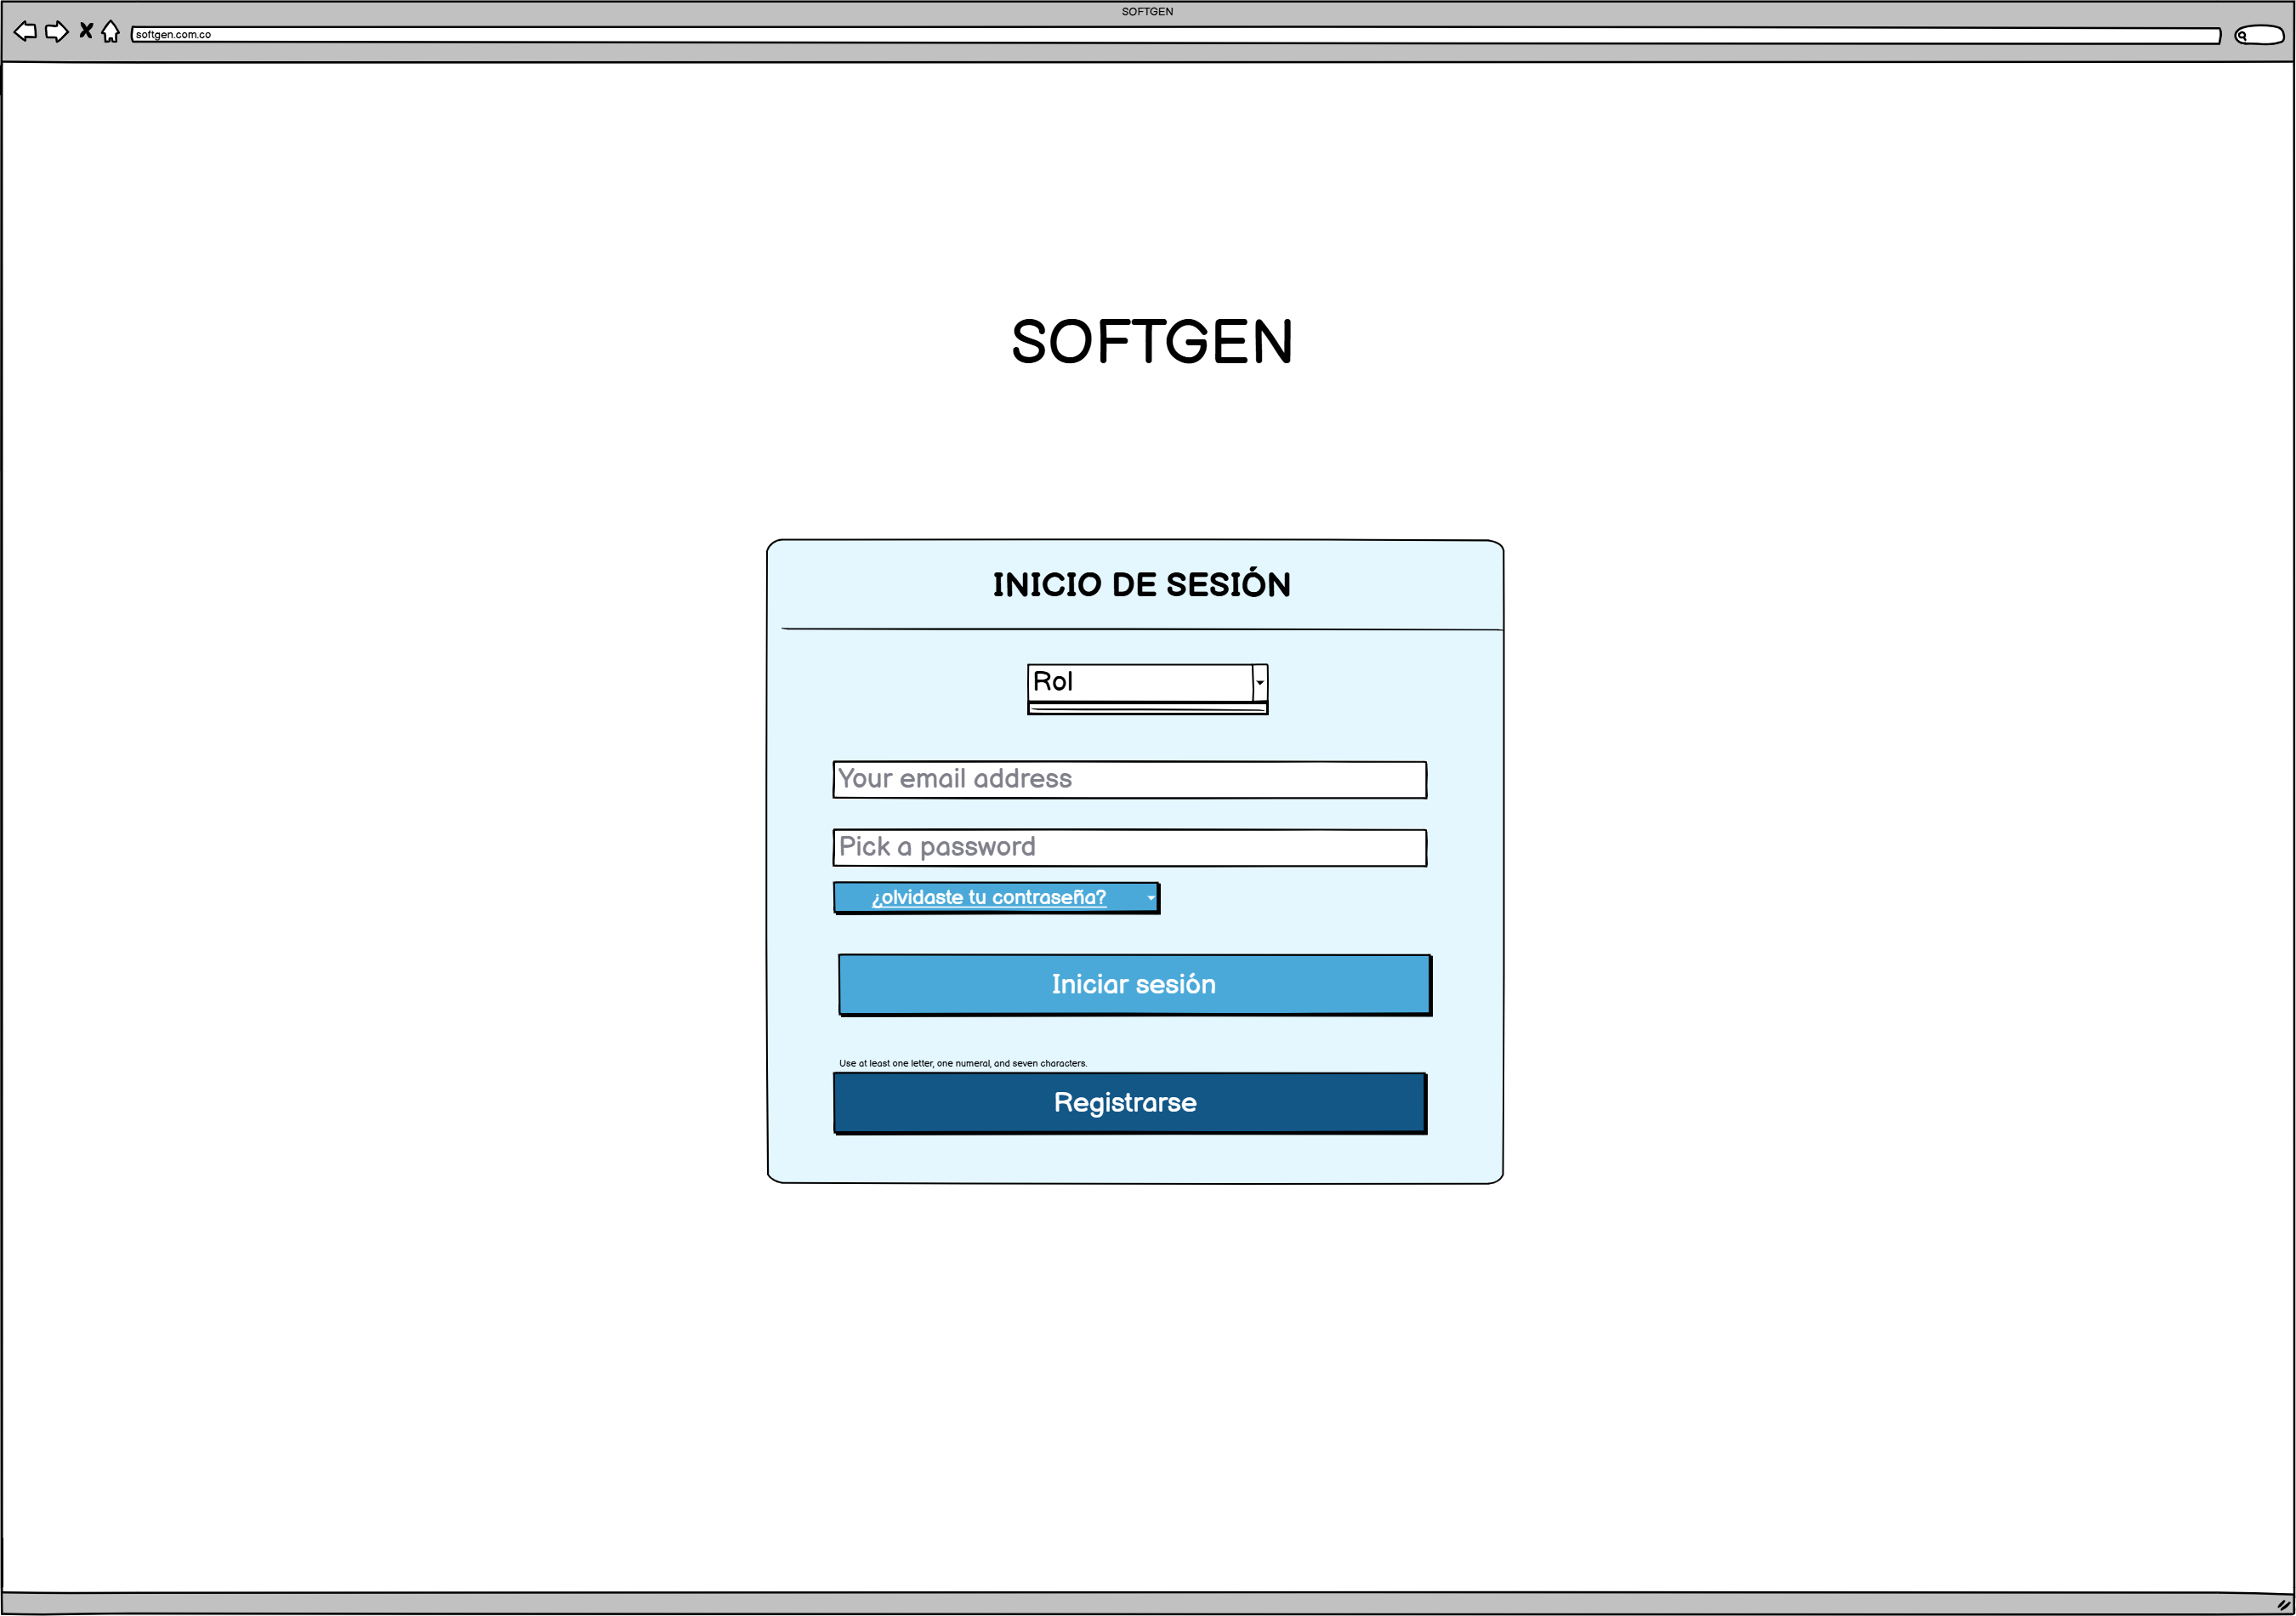 SOFTGEN
softgen.com.co
SOFTGEN
INICIO DE SESIÓN
Rol
Your email address
Pick a password
¿olvidaste tu contraseña?
Iniciar sesión
Use at least one letter, one numeral, and seven characters.
Registrarse